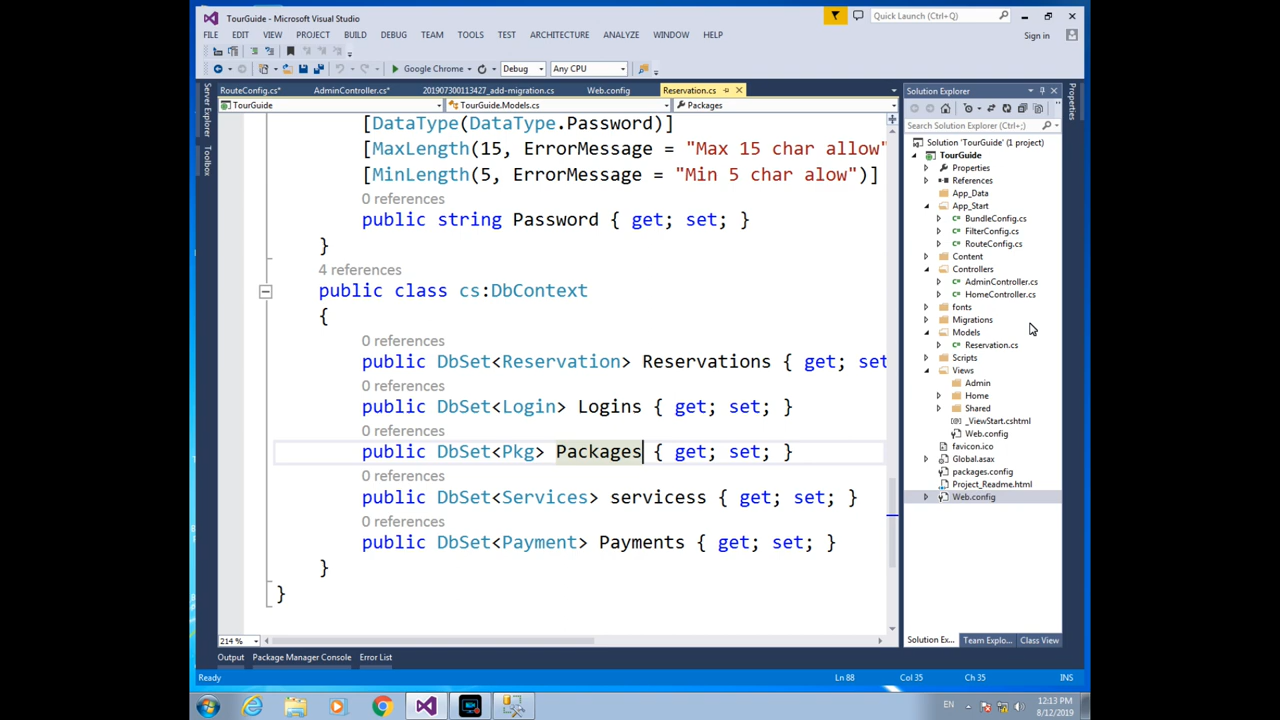 TourGuide - Microsoft Visual Studio
Quick Launch (Ctrl+Q)
FILE EDIT VIEW PROJECT BUILD DEBUG TEAM TOOLS TEST ARCHITECTURE ANALYZE WINDOW HELP
Sign in
Google Chrome Debug Any CPU
RouteConfig.cs* AdminController.cs* 201907300113427_add-migration.cs Web.config Reservation.cs
TourGuide TourGuide.Models.cs Packages
Server Explorer
Toolbox
[DataType(DataType.Password)]
[MaxLength(15, ErrorMessage = "Max 15 char allow"
[MinLength(5, ErrorMessage = "Min 5 char alow")]
0 references
public string Password { get; set; }
}
4 references
public class cs:DbContext
{
0 references
public DbSet<Reservation> Reservations { get; set
0 references
public DbSet<Login> Logins { get; set; }
0 references
public DbSet<Pkg> Packages { get; set; }
0 references
public DbSet<Services> servicess { get; set; }
0 references
public DbSet<Payment> Payments { get; set; }
}
}
214 %
Solution Explorer
Search Solution Explorer (Ctrl+;)
Solution 'TourGuide' (1 project)
TourGuide
Properties
References
App_Data
App_Start
BundleConfig.cs
FilterConfig.cs
RouteConfig.cs
Content
Controllers
AdminController.cs
HomeController.cs
fonts
Migrations
Models
Reservation.cs
Scripts
Views
Admin
Home
Shared
_ViewStart.cshtml
Web.config
favicon.ico
Global.asax
packages.config
Project_Readme.html
Web.config
Solution Ex... Team Explo... Class View
Properties
Output Package Manager Console Error List
Ready Ln 88 Col 35 Ch 35 INS
EN
12:13 PM
8/12/2019